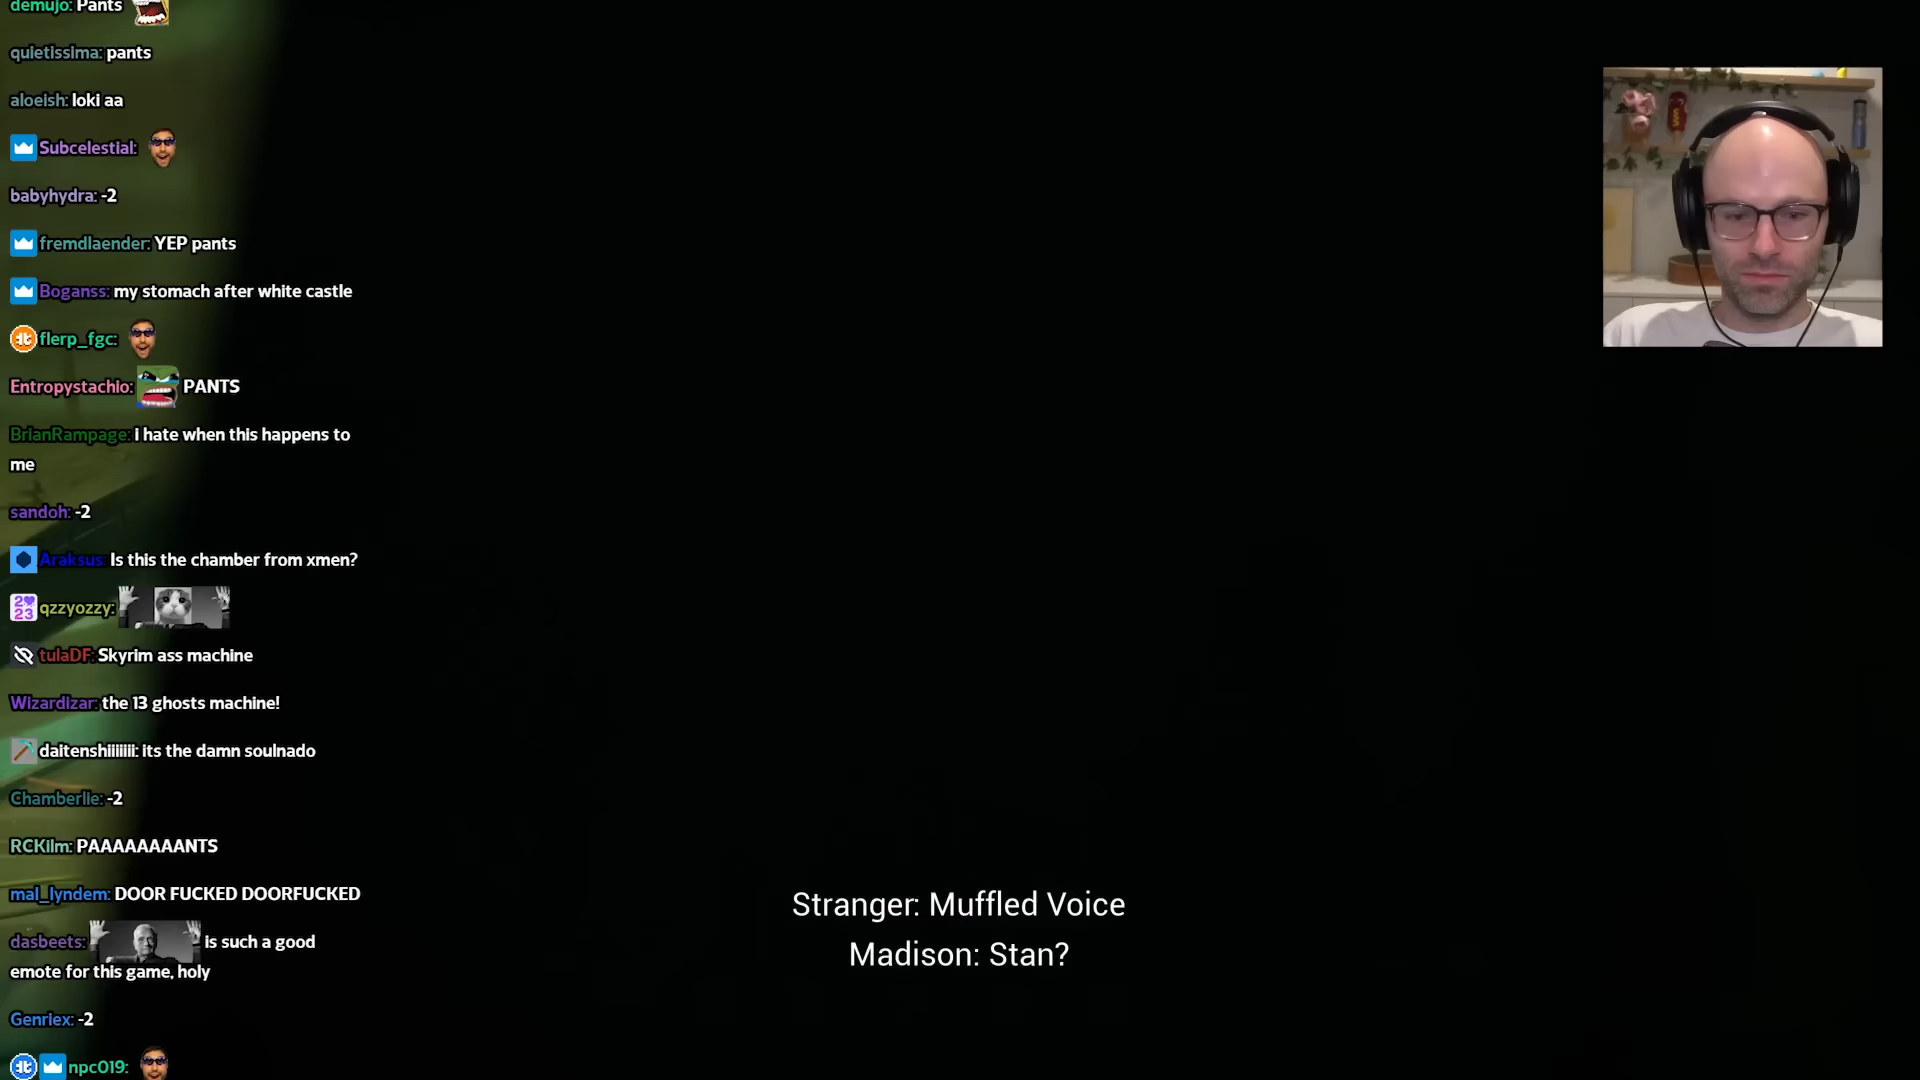 demujo: Pants
quietissima: pants
aloeish: loki aa
Subcelestial:
babyhydra: -2
fremdlaender: YEP pants
Boganss: my stomach after white castle
flerp_fgc:
Entropystachio: PANTS
BrianRampage: i hate when this happens to
me
sandoh: -2
Araksus: Is this the chamber from xmen?
qzzyozzy:
tulaDF: Skyrim ass machine
Wizardizar: the 13 ghosts machine!
daitenshiiiiiii: its the damn soulnado
Chamberlie: -2
RCKilm: PAAAAAAAANTS
mal_lyndem: DOOR FUCKED DOORFUCKED
dasbeets: is such a good
emote for this game, holy
Genriex: -2
npc019:
Stranger: Muffled Voice
Madison: Stan?